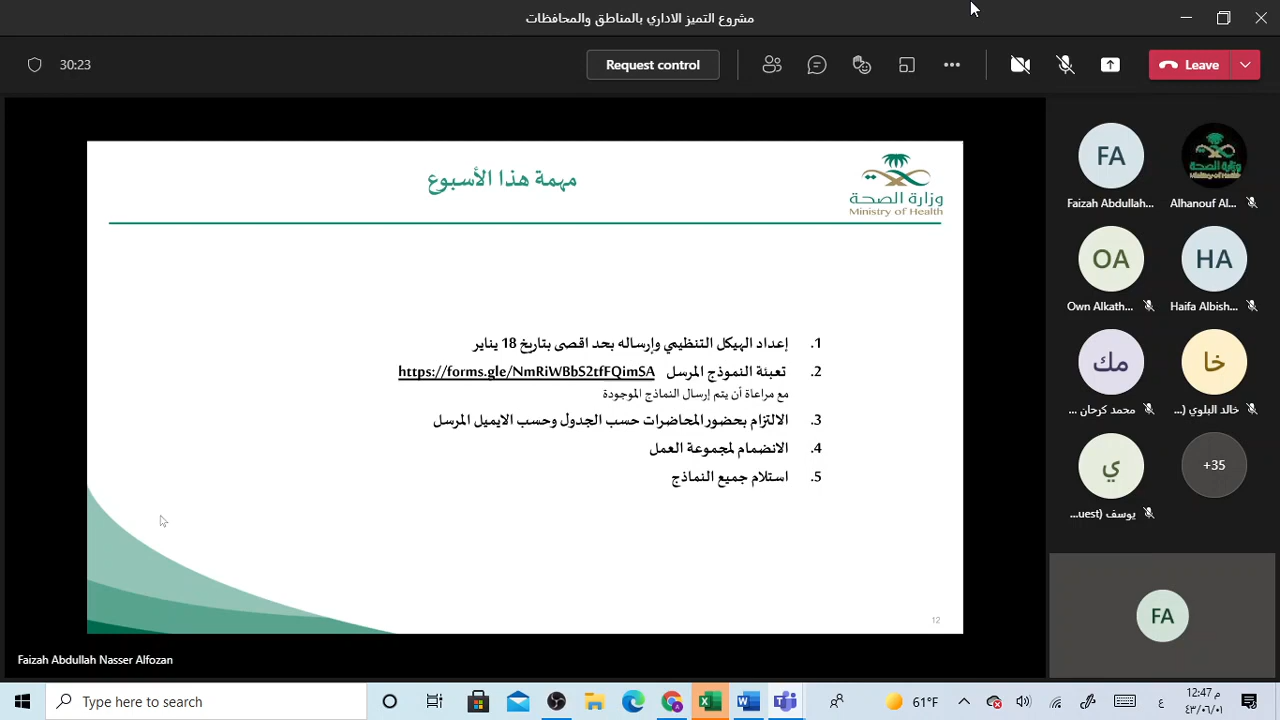 مشروع التميز الاداري بالمناطق والمحافظات
30:23
Request control
Leave
مهمة هذا الأسبوع
وزارة الصحة
Ministry of Health
1. إعداد الهيكل التنظيمي وإرساله بحد اقصى بتاريخ 18 يناير
2. تعبئة النموذج المرسل https://forms.gle/NmRiWBbS2tfFQimSA
مع مراعاة أن يتم إرسال النماذج الموجودة
3. الالتزام بحضور المحاضرات حسب الجدول وحسب الايميل المرسل
4. الانضمام لمجموعة العمل
5. استلام جميع النماذج
12
Faizah Abdullah Nasser Alfozan
FA
Faizah Abdullah...
Alhanouf Al...
OA
Own Alkath...
HA
Haifa Albish...
مك
محمد كرحان ...
خا
خالد البلوي (...
ي
يوسف (uest...
+35
FA
Type here to search
61°F
ع
12:47 م
٤٣/٠٦/٠٦